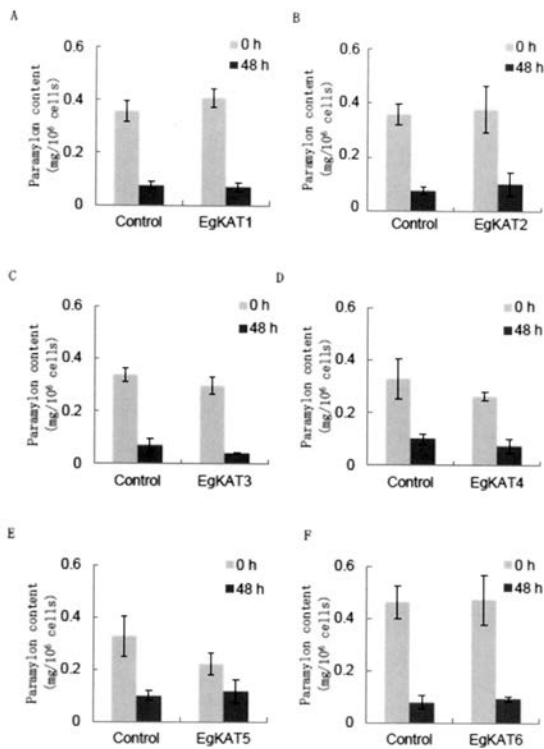 A
Paramylon content
(mg/10⁶ cells)
0.6
0.4
0.2
0
0 h
48 h
Control
EgKAT1
B
Paramylon content
(mg/10⁶ cells)
0.6
0.4
0.2
0
0 h
48 h
Control
EgKAT2
C
Paramylon content
(mg/10⁶ cells)
0.6
0.4
0.2
0
0 h
48 h
Control
EgKAT3
D
Paramylon content
(mg/10⁶ cells)
0.6
0.4
0.2
0
0 h
48 h
Control
EgKAT4
E
Paramylon content
(mg/10⁶ cells)
0.6
0.4
0.2
0
0 h
48 h
Control
EgKAT5
F
Paramylon content
(mg/10⁶ cells)
0.6
0.4
0.2
0
0 h
48 h
Control
EgKAT6